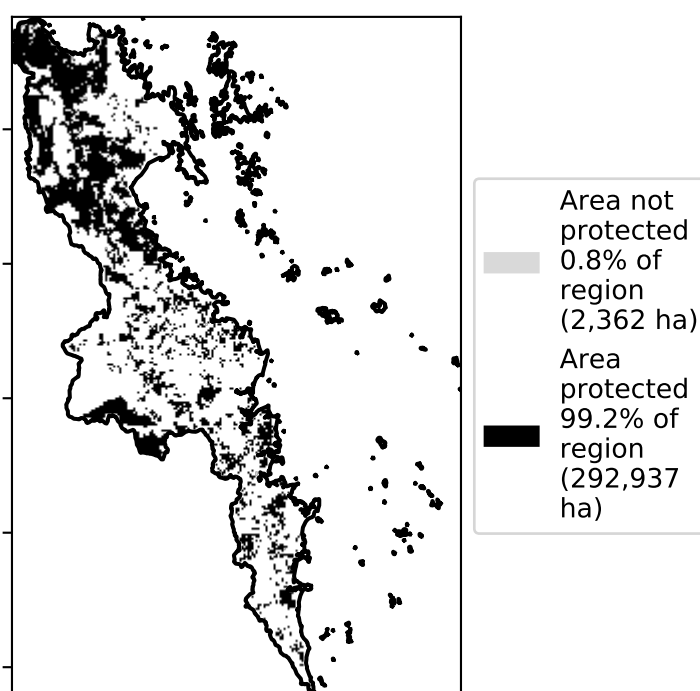 Area not
protected
0.8% of
region
(2,362 ha)
Area
protected
99.2% of
region
(292,937
ha)